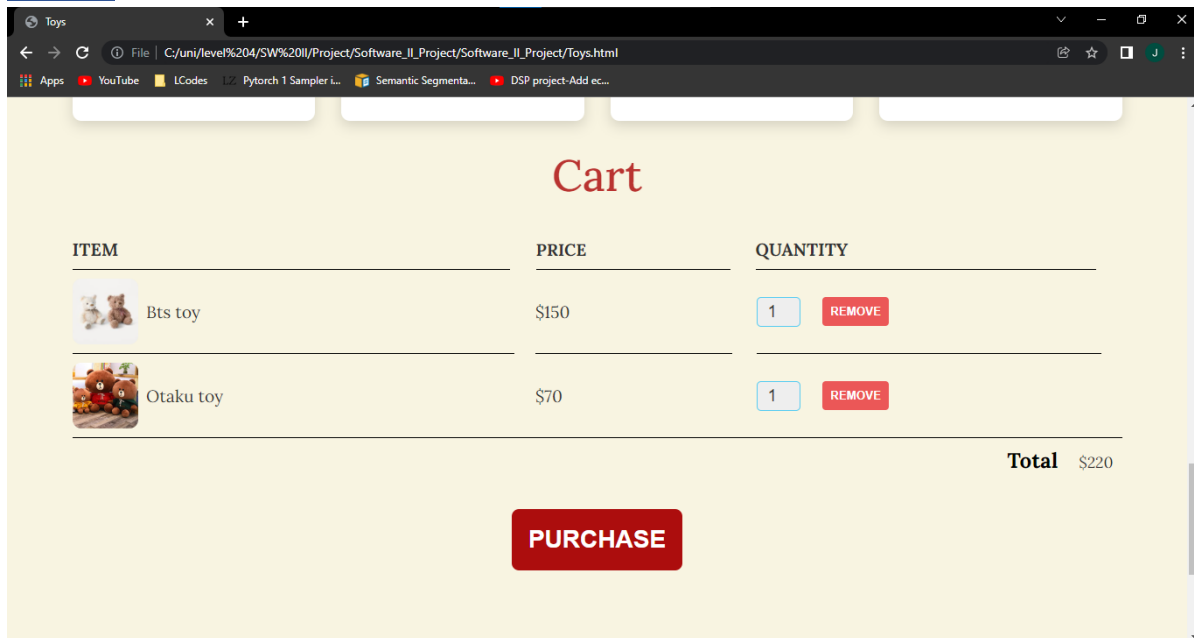 Toys
File C:/uni/level%204/SW%20II/Project/Software_II_Project/Software_II_Project/Toys.html J
Apps YouTube LCodes LZ Pytorch 1 Sampler i... Semantic Segmenta... DSP project-Add ec...
Cart
ITEM PRICE QUANTITY
Bts toy $150 1 REMOVE
Otaku toy $70 1 REMOVE
Total $220
PURCHASE